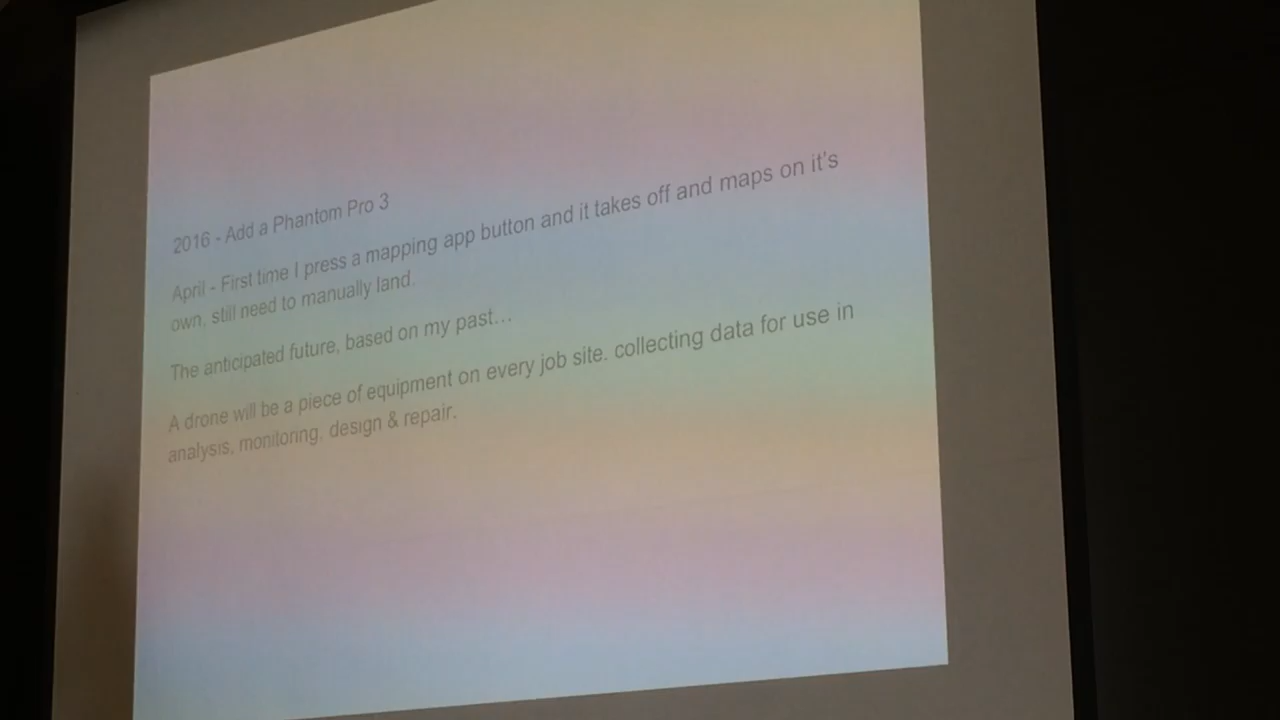 2016 - Add a Phantom Pro 3
April - First time I press a mapping app button and it takes off and maps on it's
own, still need to manually land.
The anticipated future, based on my past...
A drone will be a piece of equipment on every job site. collecting data for use in
analysis, monitoring, design & repair.